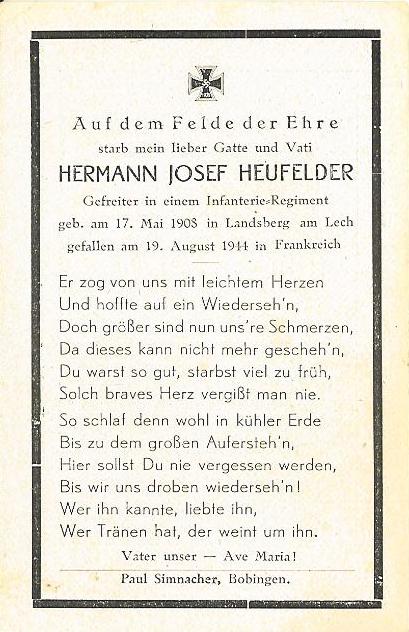 Auf dem Felde der Ehre
starb mein lieber Gatte und Vati
HERMANN JOSEF HEUFELDER
Gefreiter in einem Infanterie=Regiment
geb. am 17. Mai 1908 in Landsberg am Lech
gefallen am 19. August 1944 in Frankreich
Er zog von uns mit leichtem Herzen
Und hoffte auf ein Wiederseh'n,
Doch größer sind nun uns're Schmerzen,
Da dieses kann nicht mehr gescheh'n,
Du warst so gut, starbst viel zu früh,
Solch braves Herz vergißt man nie.
So schlaf denn wohl in kühler Erde
Bis zu dem großen Aufersteh'n,
Hier sollst Du nie vergessen werden,
Bis wir uns droben wiederseh'n!
Wer ihn kannte, liebte ihn,
Wer Tränen hat, der weint um ihn.
Vater unser — Ave Maria!
Paul Simnacher, Bobingen.